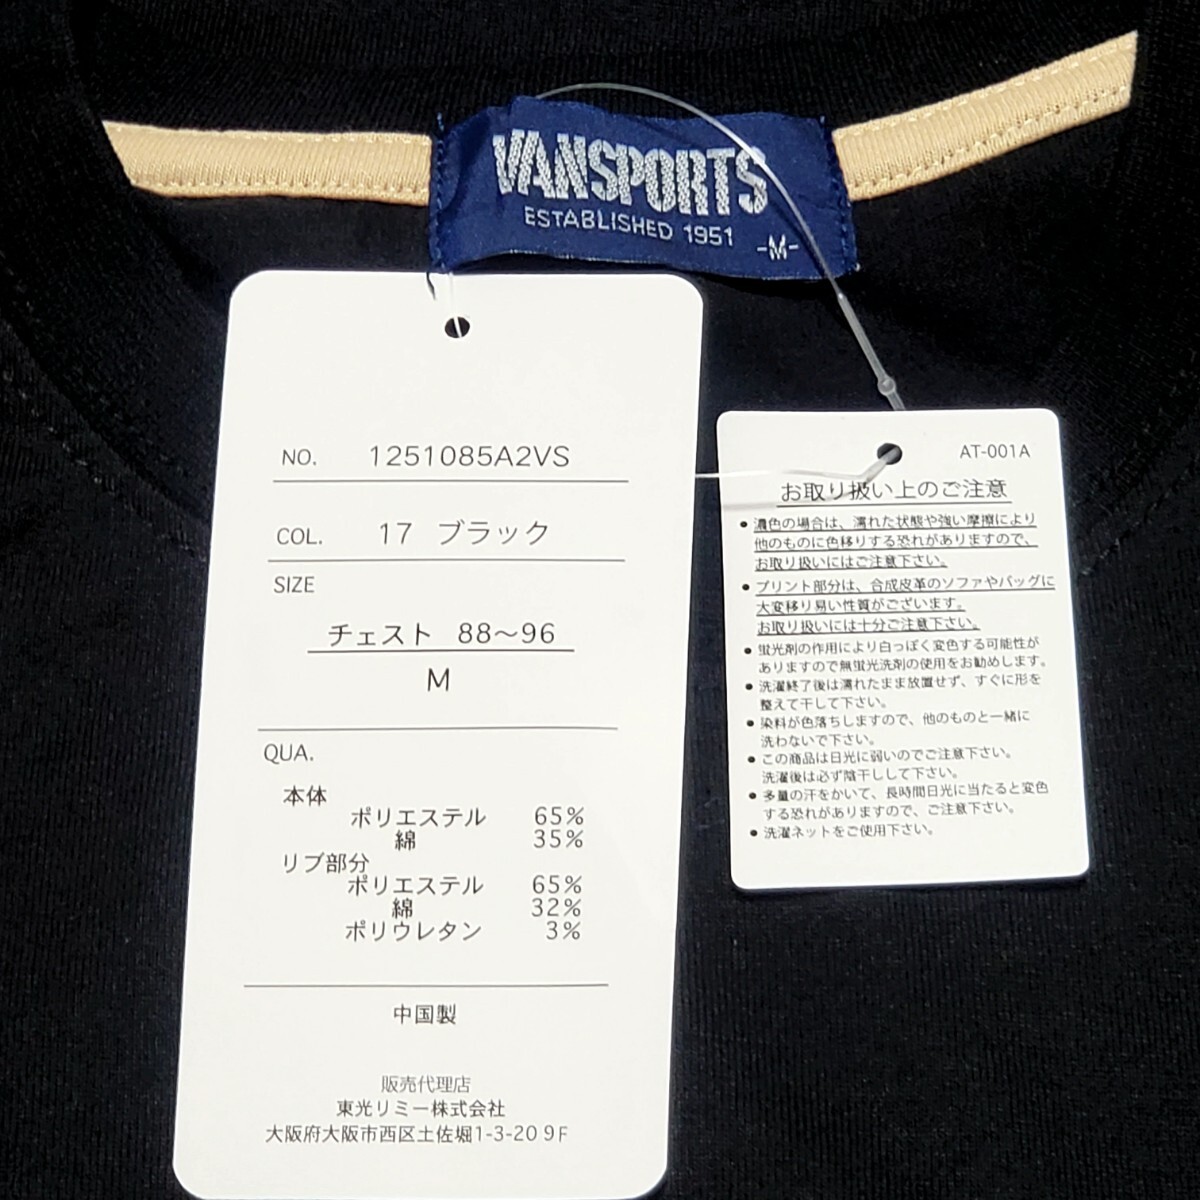 VANSPORTS
ESTABLISHED 1951
-M-
NO. 1251085A2VS
COL. 17 ブラック
SIZE
チェスト 88～96
M
QUA.
本体
ポリエステル 65%
綿 35%
リブ部分
ポリエステル 65%
綿 32%
ポリウレタン 3%
中国製
販売代理店
東光リミー株式会社
大阪府大阪市西区土佐堀1-3-20 9F
AT-001A
お取り扱い上のご注意
●濃色の場合は、濡れた状態や強い摩擦により
他のものに色移りする恐れがありますので、
お取り扱いにはご注意下さい。
●プリント部分は、合成皮革のソファやバッグに
大変移り易い性質がございます。
お取り扱いには十分ご注意下さい。
●蛍光剤の作用により白っぽく変色する可能性が
ありますので無蛍光洗剤の使用をお勧めします。
●洗濯終了後は濡れたまま放置せず、すぐに形を
整えて干して下さい。
●染料が色落ちしますので、他のものと一緒に
洗わないで下さい。
●この商品は日光に弱いのでご注意下さい。
洗濯後は必ず陰干しして下さい。
●多量の汗をかいて、長時間日光に当たると変色
する恐れがありますので、ご注意下さい。
●洗濯ネットをご使用下さい。